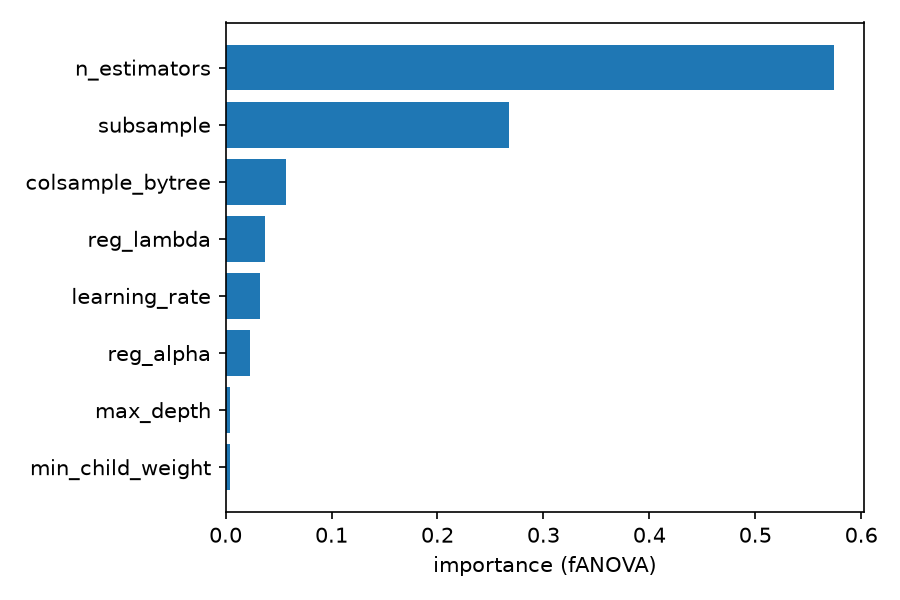 n_estimators
subsample
colsample_bytree
reg_lambda
learning_rate
reg_alpha
max_depth
min_child_weight
0.0 0.1 0.2 0.3 0.4 0.5 0.6
importance (fANOVA)